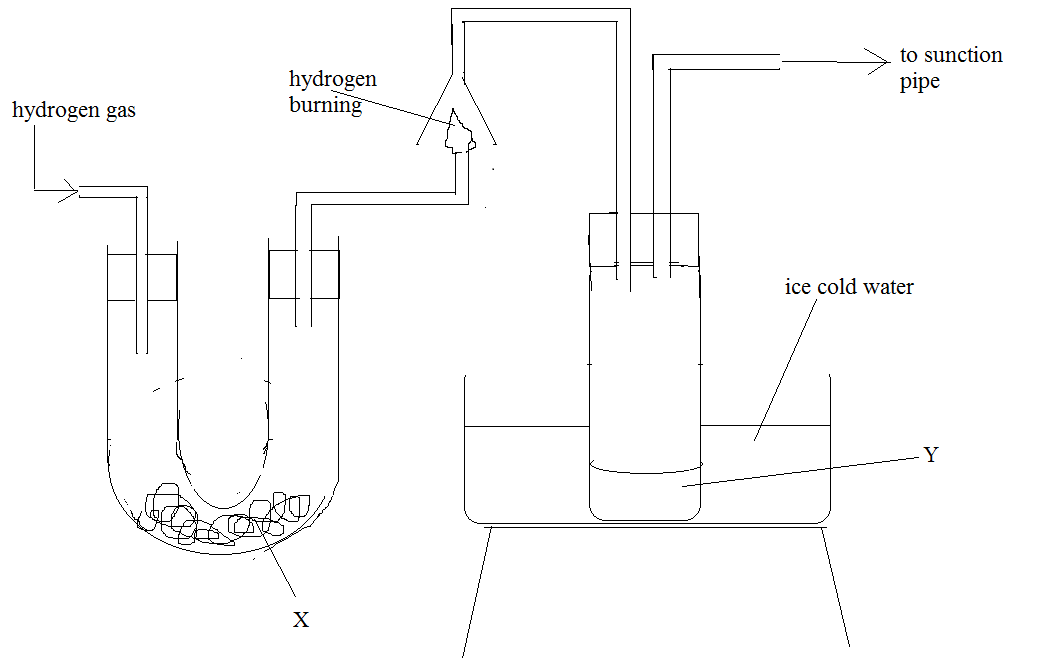 hydrogen gas
hydrogen
burning
to sunction
pipe
ice cold water
Y
X